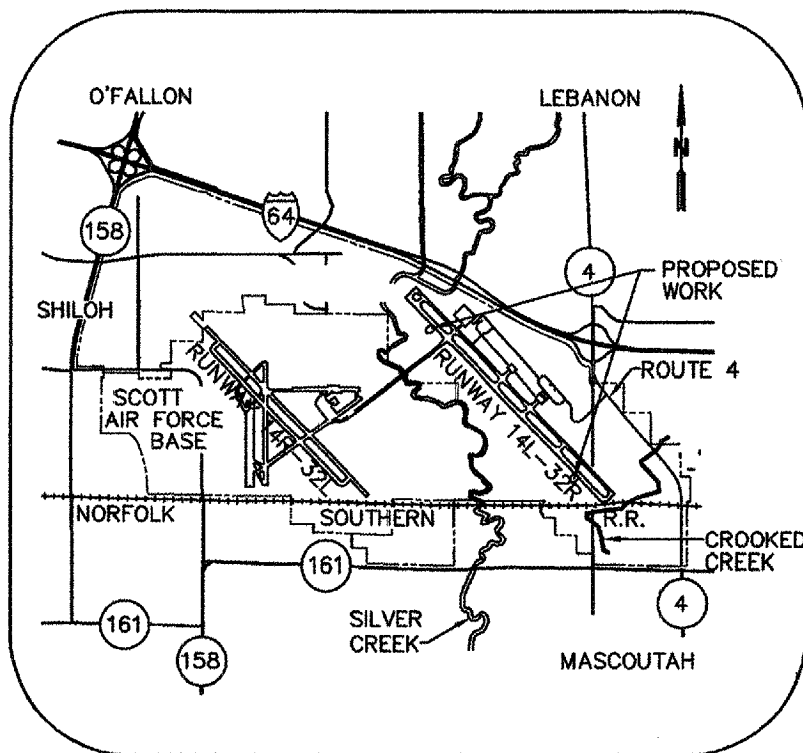 O'FALLON
LEBANON
N
64
158
4
PROPOSED
WORK
SHILOH
ROUTE 4
RUNWAY 14R-32L
RUNWAY 14L-32R
SCOTT
AIR FORCE
BASE
NORFOLK
SOUTHERN
R.R.
CROOKED
CREEK
161
161
4
SILVER
CREEK
158
MASCOUTAH